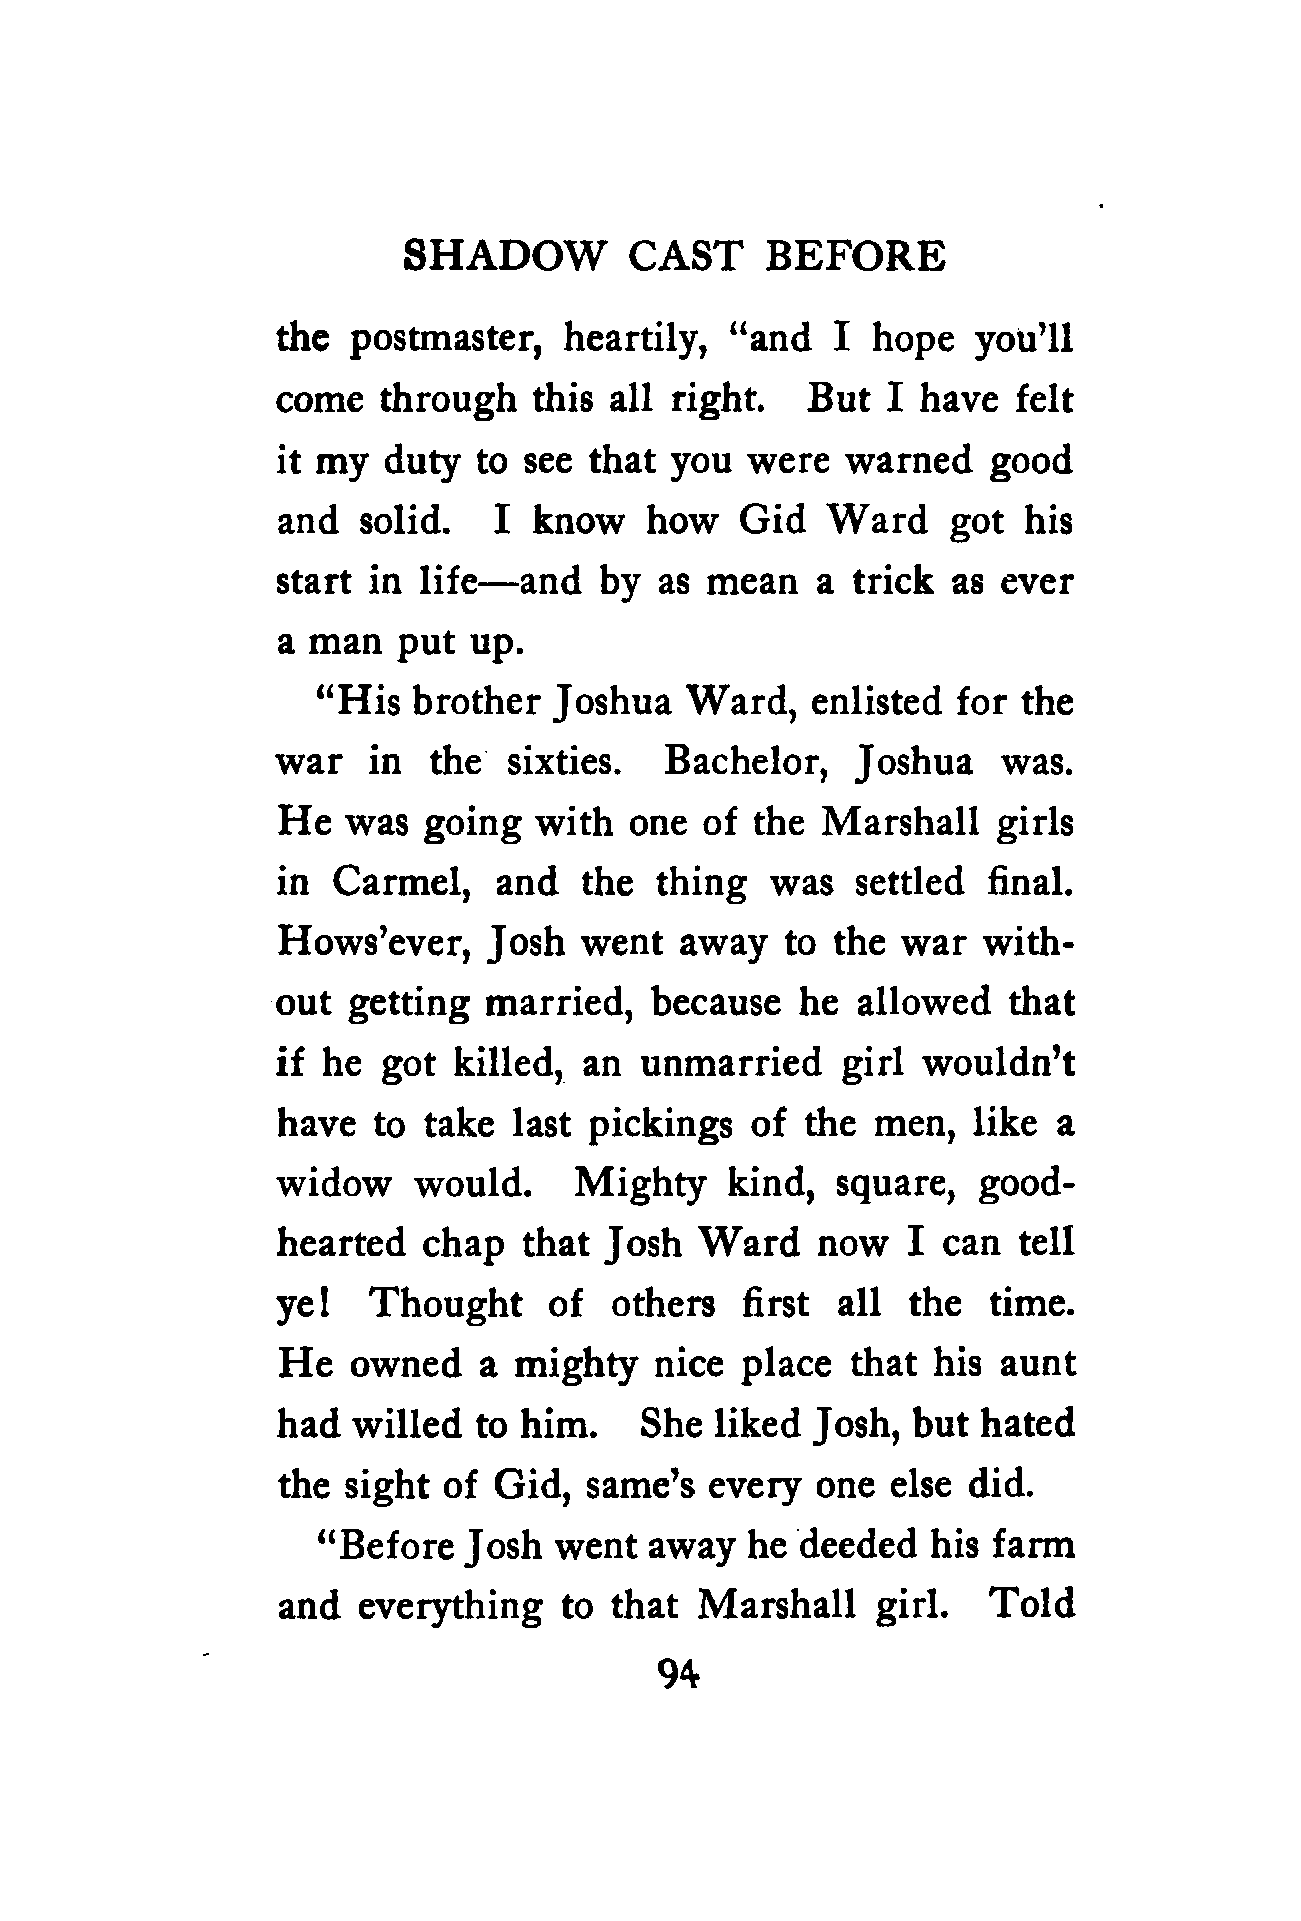 SHADOW CAST BEFORE
the postmaster, heartily, “and I hope you’ll
come through this all right. But I have felt
it my duty to see that you were warned good
and solid. I know how Gid Ward got his
start in life—and by as mean a trick as ever
a man put up.
“His brother Joshua Ward, enlisted for the
war in the sixties. Bachelor, Joshua was.
He was going with one of the Marshall girls
in Carmel, and the thing was settled final.
Hows’ever, Josh went away to the war with-
out getting married, because he allowed that
if he got killed, an unmarried girl wouldn’t
have to take last pickings of the men, like a
widow would. Mighty kind, square, good-
hearted chap that Josh Ward now I can tell
ye! Thought of others first all the time.
He owned a mighty nice place that his aunt
had willed to him. She liked Josh, but hated
the sight of Gid, same’s every one else did.
“Before Josh went away he deeded his farm
and everything to that Marshall girl. Told
94